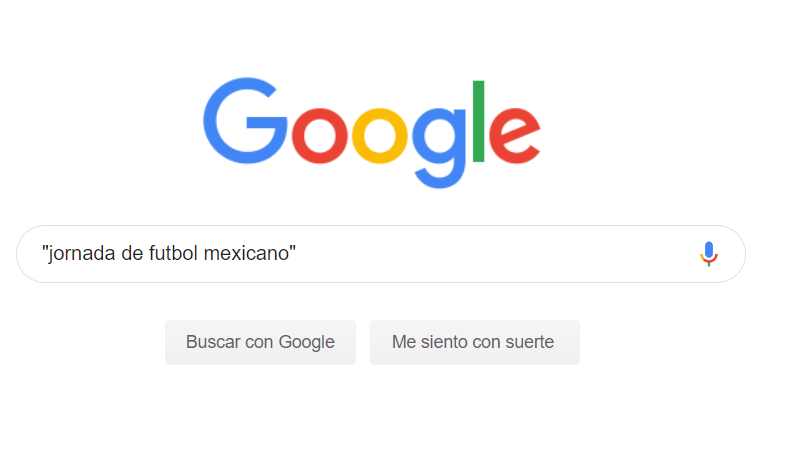 Google
"jornada de futbol mexicano"
Buscar con Google
Me siento con suerte